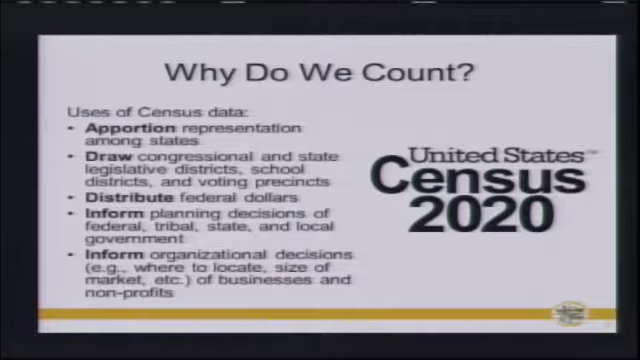 Why Do We Count?
Uses of Census data:
• Apportion representation
among states
• Draw congressional and state
legislative districts, school
districts, and voting precincts
• Distribute federal dollars
• Inform planning decisions of
federal, tribal, state, and local
government
• Inform organizational decisions
(e.g., where to locate, size of
market, etc.) of businesses and
non-profits
United States™
Census
2020